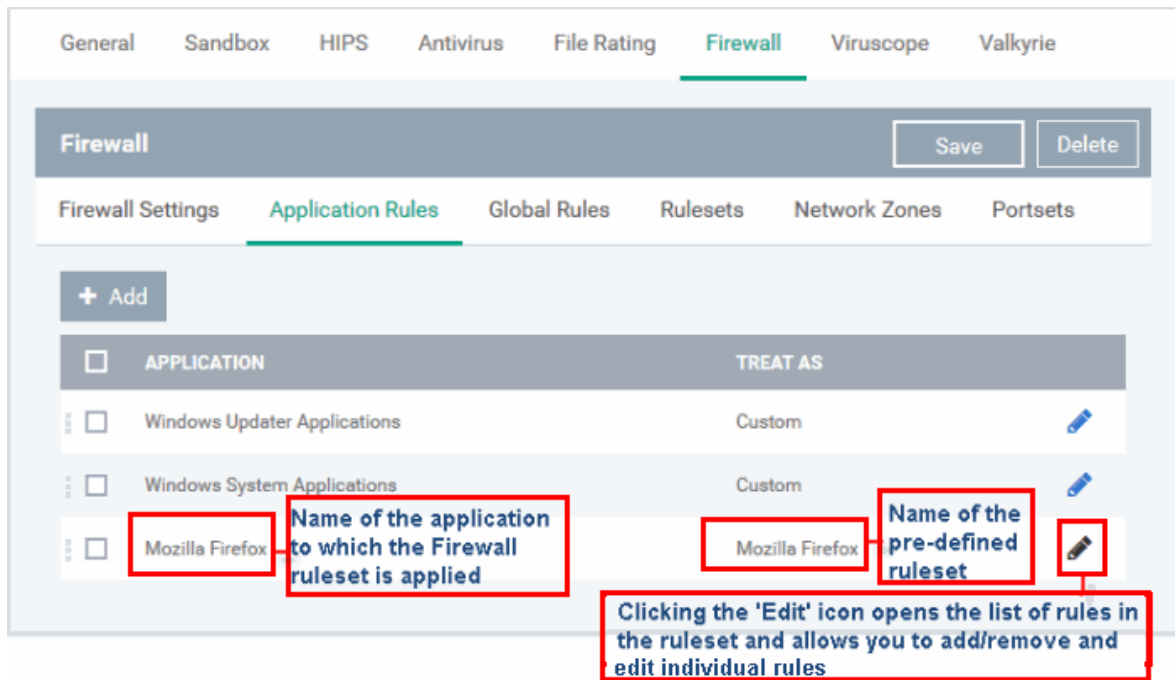 General Sandbox HIPS Antivirus File Rating Firewall Viruscope Valkyrie
Firewall Save Delete
Firewall Settings Application Rules Global Rules Rulesets Network Zones Portsets
+ Add
APPLICATION TREAT AS
Windows Updater Applications Custom
Windows System Applications Custom
Mozilla Firefox Mozilla Firefox
Name of the application
to which the Firewall
ruleset is applied
Name of the
pre-defined
ruleset
Clicking the 'Edit' icon opens the list of rules in
the ruleset and allows you to add/remove and
edit individual rules